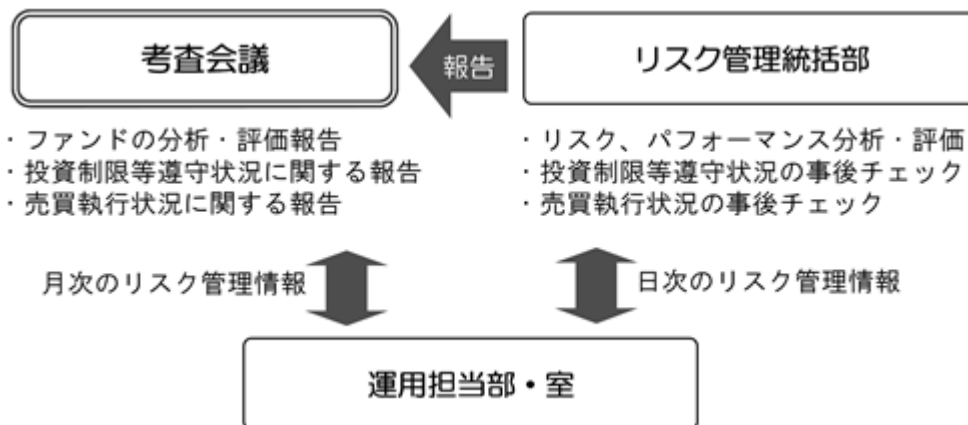 考査会議
報告
リスク管理統括部
・ファンドの分析・評価報告
・投資制限等遵守状況に関する報告
・売買執行状況に関する報告
・リスク、パフォーマンス分析・評価
・投資制限等遵守状況の事後チェック
・売買執行状況の事後チェック
月次のリスク管理情報
日次のリスク管理情報
運用担当部・室